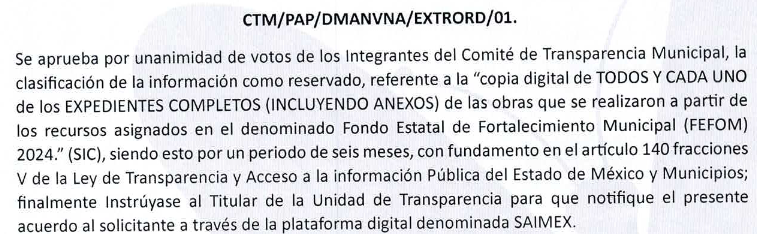 CTM/PAP/DMANVNA/EXTRORD/01.
Se aprueba por unanimidad de votos de los Integrantes del Comité de Transparencia Municipal, la
clasificación de la información como reservado, referente a la “copia digital de TODOS Y CADA UNO
de los EXPEDIENTES COMPLETOS (INCLUYENDO ANEXOS) de las obras que se realizaron a partir de
los recursos asignados en el denominado Fondo Estatal de Fortalecimiento Municipal (FEFOM)
2024.” (SIC), siendo esto por un periodo de seis meses, con fundamento en el artículo 140 fracciones
V de la Ley de Transparencia y Acceso a la información Pública del Estado de México y Municipios;
finalmente Instrúyase al Titular de la Unidad de Transparencia para que notifique el presente
acuerdo al solicitante a través de la plataforma digital denominada SAIMEX.